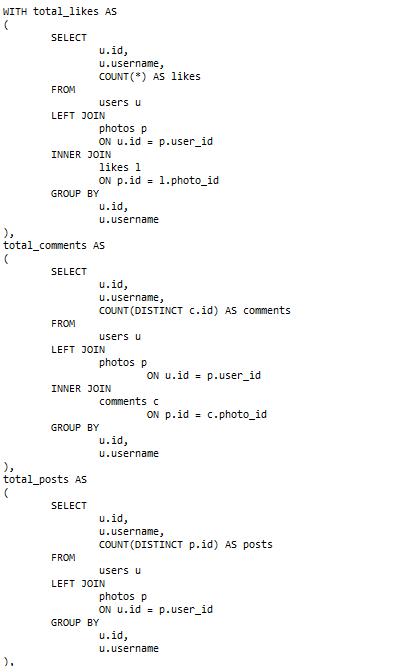 WITH total_likes AS
(
SELECT
u.id,
u.username,
COUNT(*) AS likes
FROM
users u
LEFT JOIN
photos p
ON u.id = p.user_id
INNER JOIN
likes l
ON p.id = l.photo_id
GROUP BY
u.id,
u.username
),
total_comments AS
(
SELECT
u.id,
u.username,
COUNT(DISTINCT c.id) AS comments
FROM
users u
LEFT JOIN
photos p
ON u.id = p.user_id
INNER JOIN
comments c
ON p.id = c.photo_id
GROUP BY
u.id,
u.username
),
total_posts AS
(
SELECT
u.id,
u.username,
COUNT(DISTINCT p.id) AS posts
FROM
users u
LEFT JOIN
photos p
ON u.id = p.user_id
GROUP BY
u.id,
u.username
),